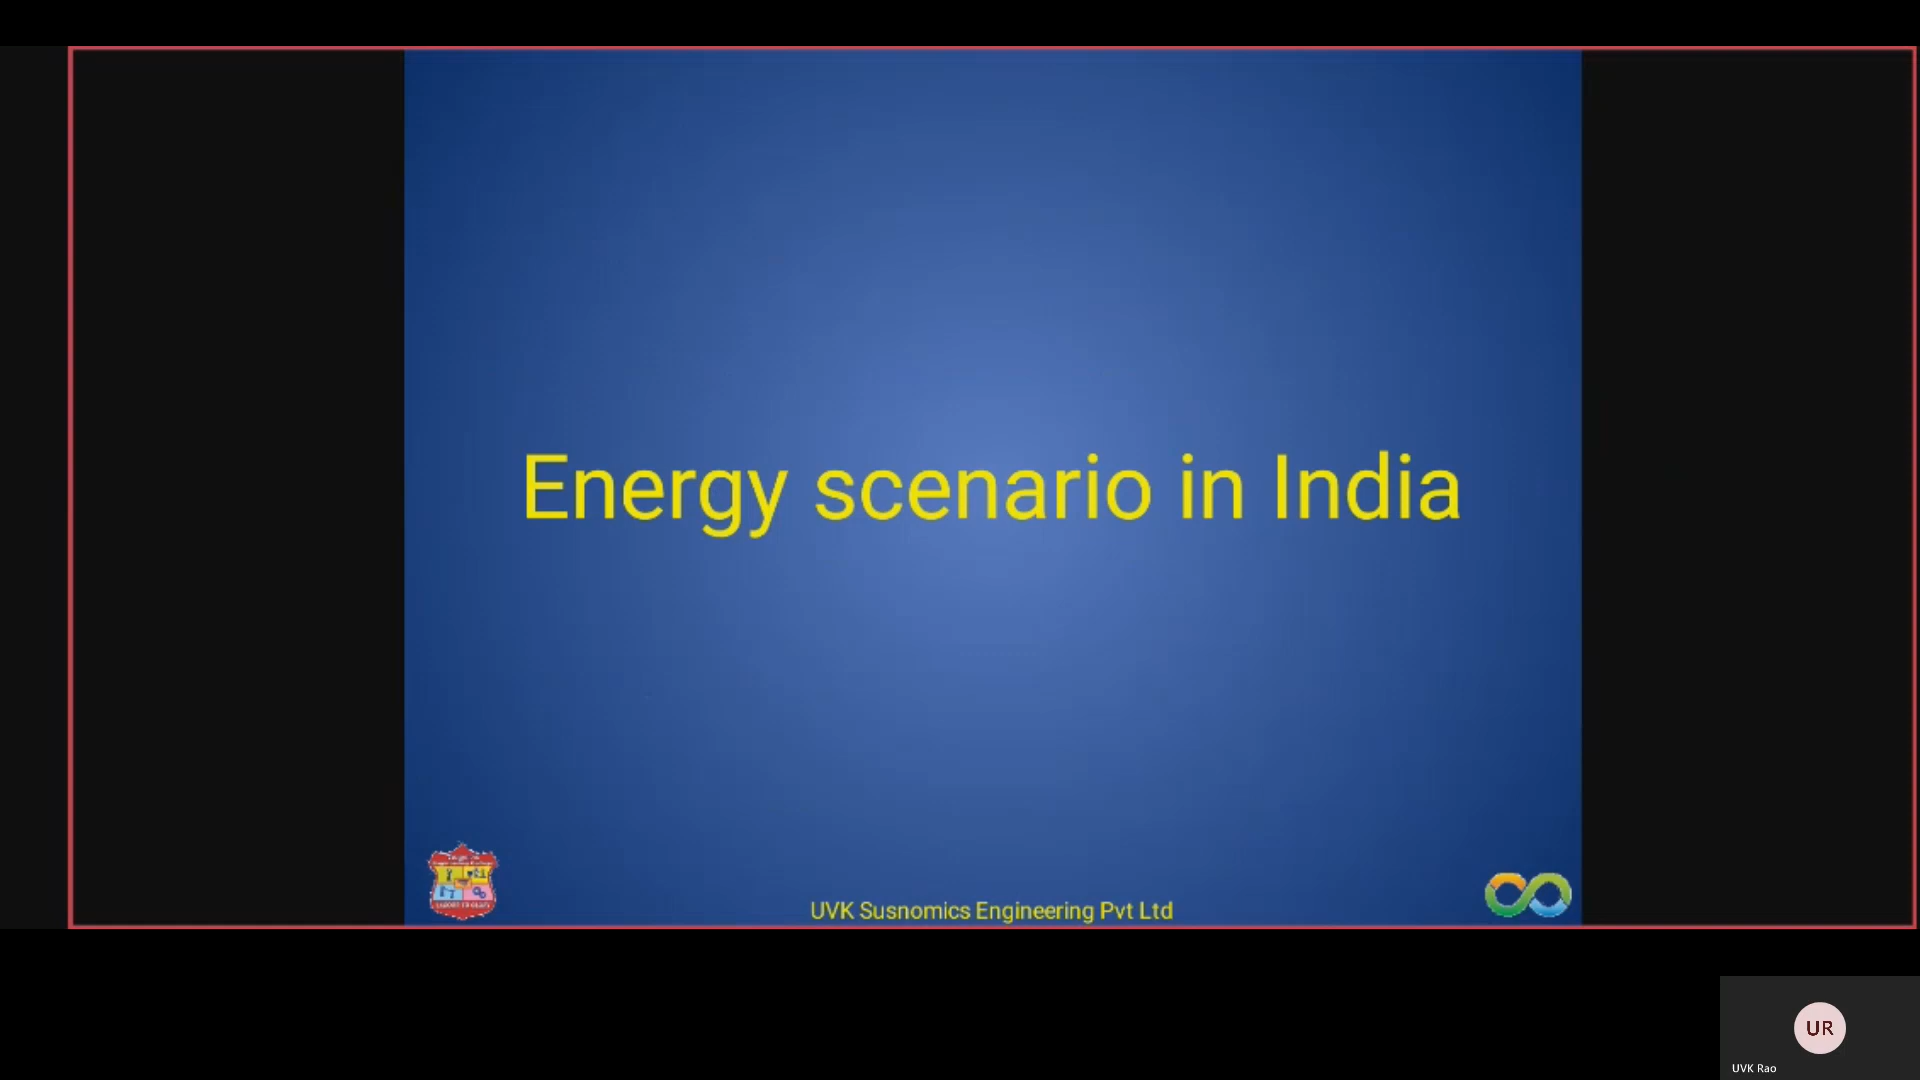 Energy scenario in India
UVK Susnomics Engineering Pvt Ltd
UR
UVK Rao